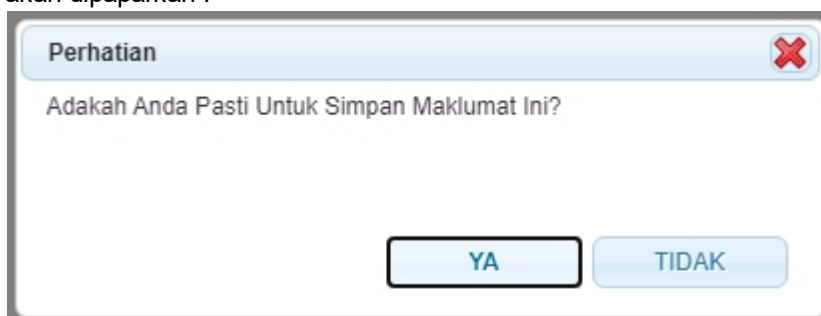 akan dipaparkan :
Perhatian
Adakah Anda Pasti Untuk Simpan Maklumat Ini?
YA
TIDAK